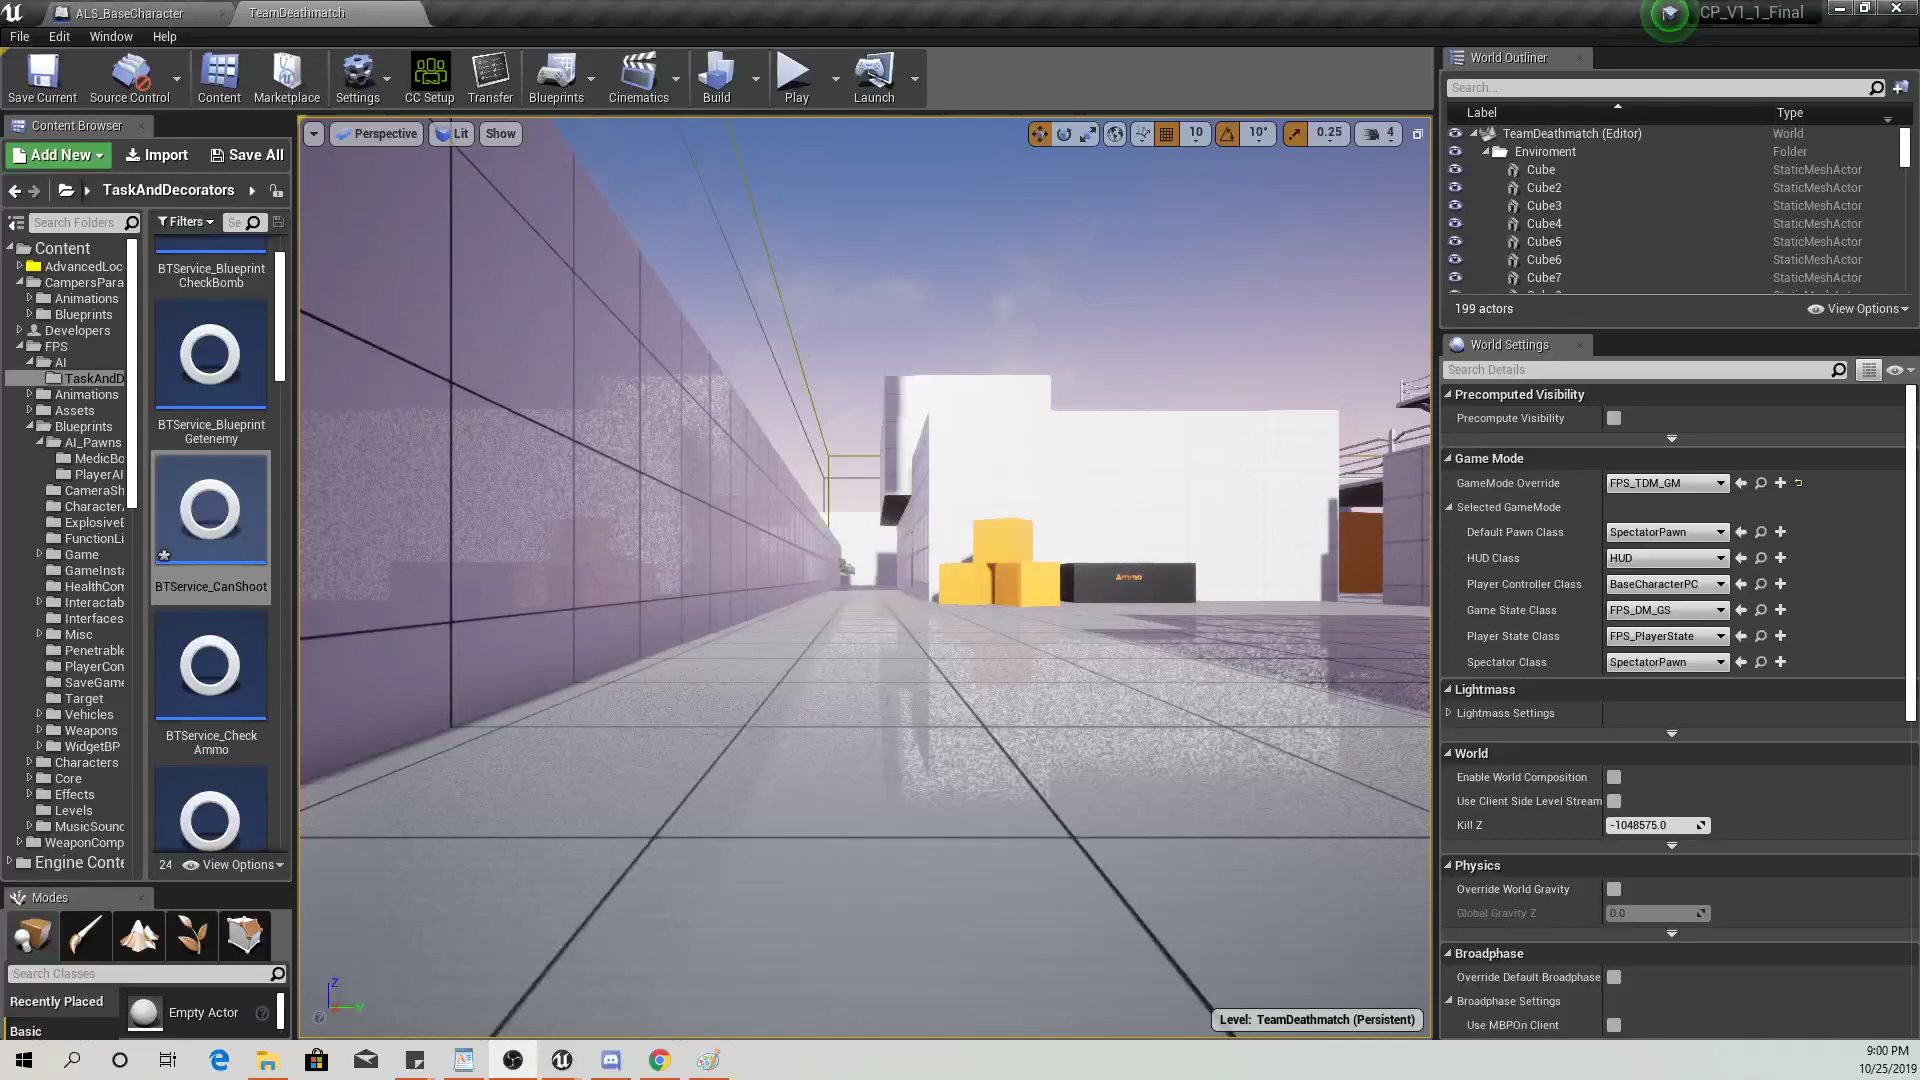 ALS_BaseCharacter
TeamDeathmatch
CP_V1_1_Final
File Edit Window Help
Save Current
Source Control
Content
Marketplace
Settings
CC Setup
Transfer
Blueprints
Cinematics
Build
Play
Launch
Content Browser
Add New
Import
Save All
TaskAndDecorators
Search Folders
Filters
Se
Content
AdvancedLoc
CampersPara
Animations
Blueprints
Developers
FPS
AI
TaskAndD
Animations
Assets
Blueprints
AI_Pawns
MedicBo
PlayerAI
CameraSh
Character
ExplosiveE
FunctionLi
Game
GameInsta
HealthCom
Interactab
Interfaces
Misc
Penetrable
PlayerCon
SaveGame
Target
Vehicles
Weapons
WidgetBP
Characters
Core
Effects
Levels
MusicSound
WeaponComp
Engine Conte
BTService_Blueprint
CheckBomb
BTService_Blueprint
Getenemy
BTService_CanShoot
BTService_Check
Ammo
24 View Options
Modes
Search Classes
Recently Placed
Basic
Empty Actor
Perspective
Lit
Show
10
10°
0.25
4
Ammo
Z
Y
Level: TeamDeathmatch (Persistent)
World Outliner
Search...
Label Type
TeamDeathmatch (Editor) World
Enviroment Folder
Cube StaticMeshActor
Cube2 StaticMeshActor
Cube3 StaticMeshActor
Cube4 StaticMeshActor
Cube5 StaticMeshActor
Cube6 StaticMeshActor
Cube7 StaticMeshActor
199 actors View Options
World Settings
Search Details
Precomputed Visibility
Precompute Visibility
Game Mode
GameMode Override FPS_TDM_GM
Selected GameMode
Default Pawn Class SpectatorPawn
HUD Class HUD
Player Controller Class BaseCharacterPC
Game State Class FPS_DM_GS
Player State Class FPS_PlayerState
Spectator Class SpectatorPawn
Lightmass
Lightmass Settings
World
Enable World Composition
Use Client Side Level Stream
Kill Z -1048575.0
Physics
Override World Gravity
Global Gravity Z 0.0
Broadphase
Override Default Broadphase
Broadphase Settings
Use MBPOn Client
9:00 PM
10/25/2019